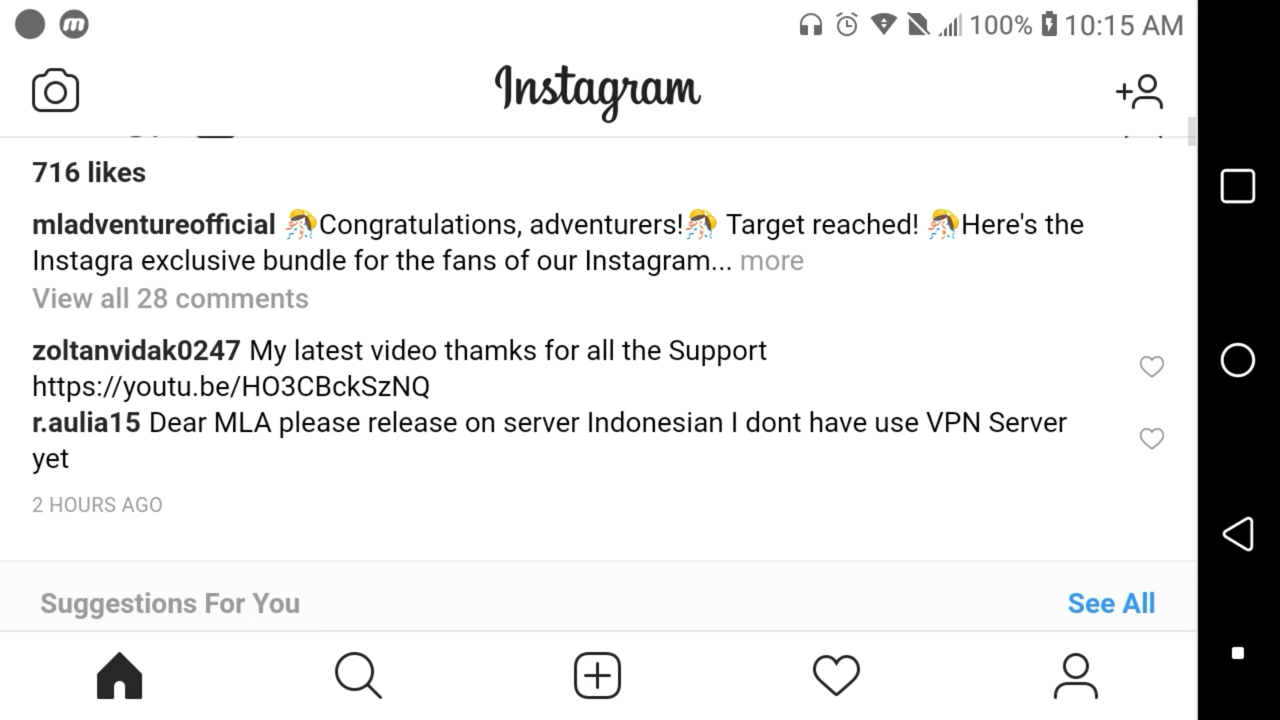 100% 10:15 AM
Instagram
716 likes
mladventureofficial 🎊Congratulations, adventurers!🎊 Target reached! 🎊Here's the
Instagra exclusive bundle for the fans of our Instagram... more
View all 28 comments
zoltanvidak0247 My latest video thamks for all the Support
https://youtu.be/HO3CBckSzNQ
r.aulia15 Dear MLA please release on server Indonesian I dont have use VPN Server
yet
2 HOURS AGO
Suggestions For You See All